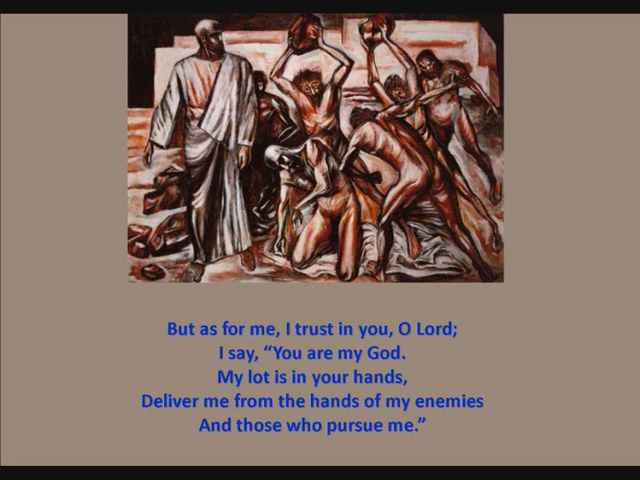 But as for me, I trust in you, O Lord;
I say, “You are my God.
My lot is in your hands,
Deliver me from the hands of my enemies
And those who pursue me.”